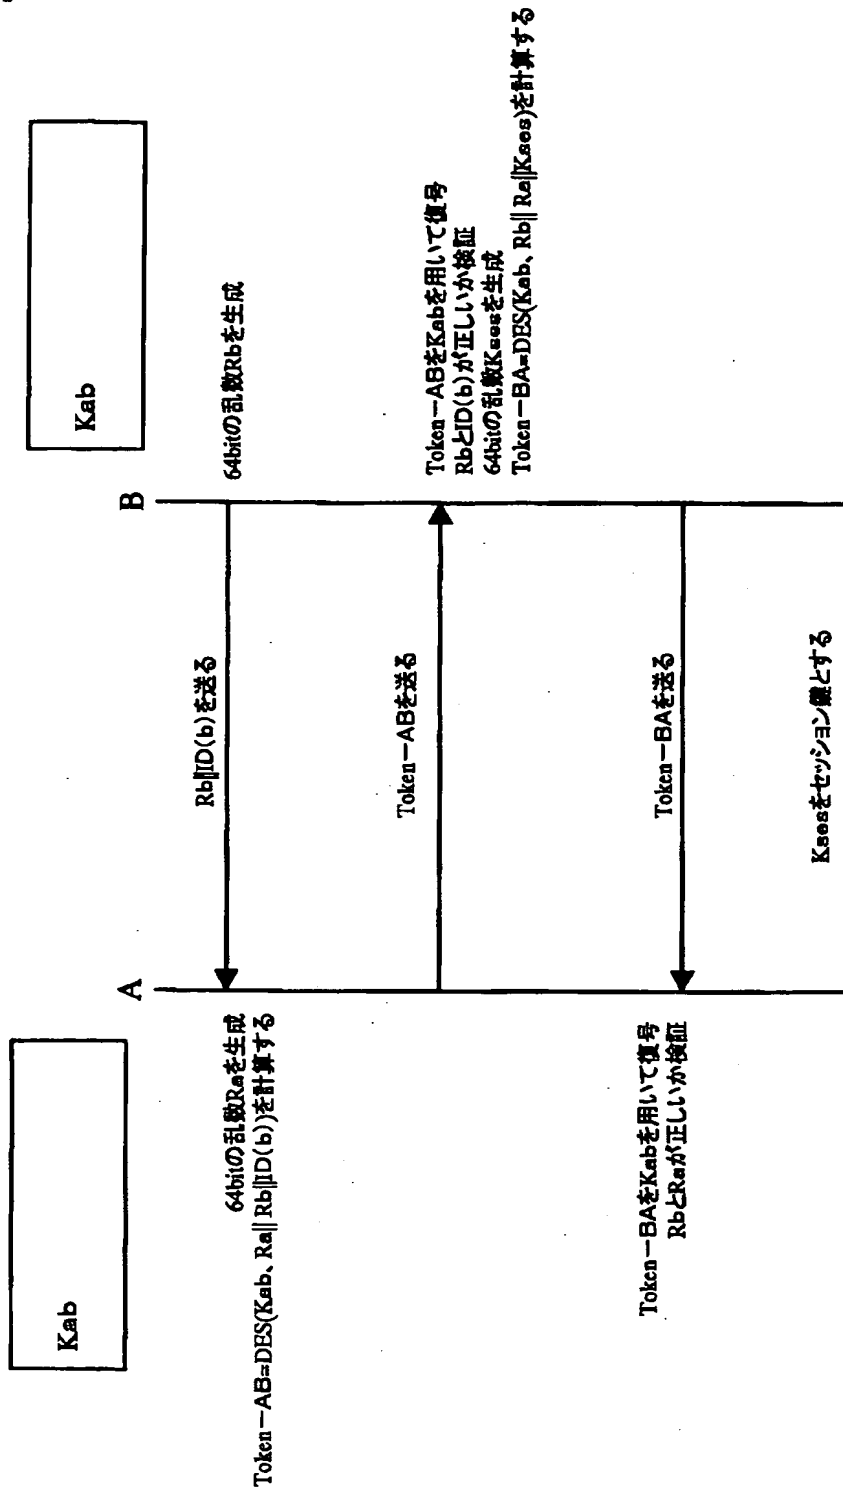 Kab
Kab
A
B
64bitの乱数Rbを生成
Rb||ID(b)を送る
64bitの乱数Raを生成
Token-AB=DES(Kab、Ra||Rb||ID(b))を計算する
Token-ABを送る
Token-ABをKabを用いて復号
RbとID(b)が正しいか検証
64bitの乱数Ksesを生成
Token-BA=DES(Kab、Rb||Ra||Kses)を計算する
Token-BAを送る
Token-BAをKabを用いて復号
RbとRaが正しいか検証
Ksesをセッション鍵とする